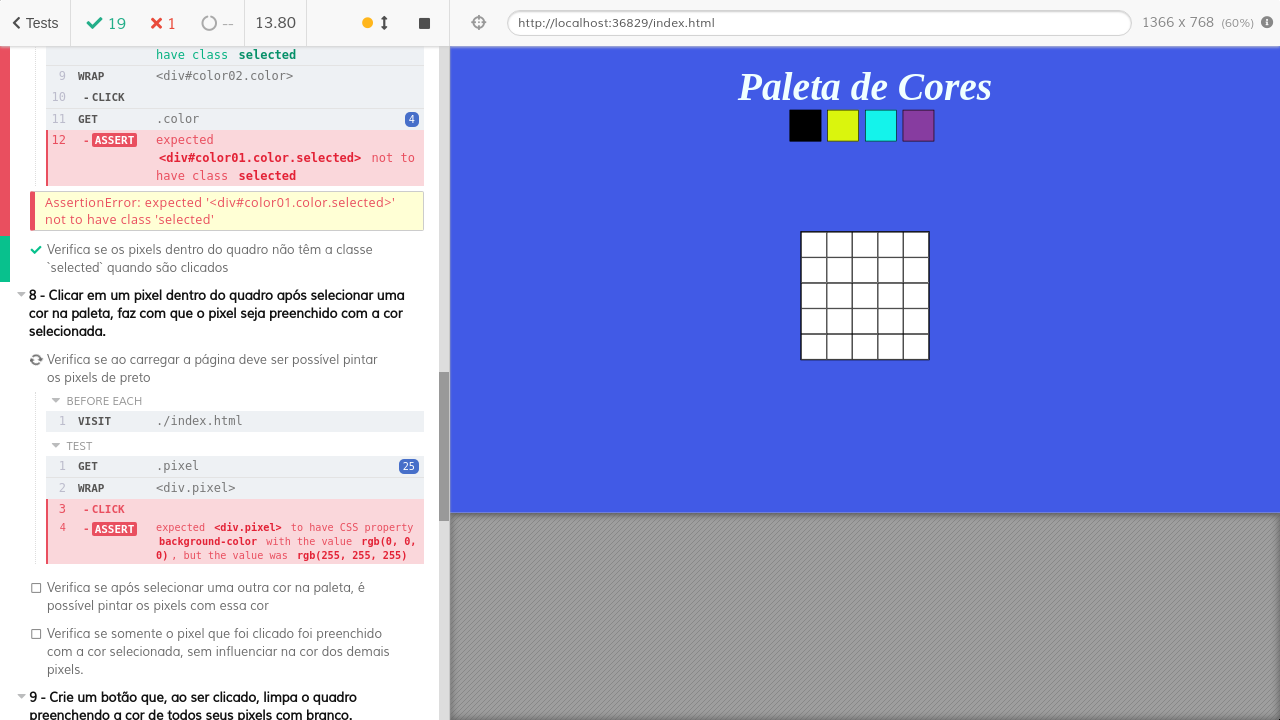 Tests 19 1 -- 13.80 http://localhost:36829/index.html 1366 x 768 (60%)
have class selected
9 WRAP <div#color02.color>
10 -CLICK
11 GET .color 4
12 -ASSERT expected
<div#color01.color.selected> not to
have class selected
AssertionError: expected '<div#color01.color.selected>'
not to have class 'selected'
Verifica se os pixels dentro do quadro não têm a classe
`selected` quando são clicados
8 - Clicar em um pixel dentro do quadro após selecionar uma
cor na paleta, faz com que o pixel seja preenchido com a cor
selecionada.
Verifica se ao carregar a página deve ser possível pintar
os pixels de preto
BEFORE EACH
1 VISIT ./index.html
TEST
1 GET .pixel 25
2 WRAP <div.pixel>
3 -CLICK
4 -ASSERT expected <div.pixel> to have CSS property
background-color with the value rgb(0, 0,
0), but the value was rgb(255, 255, 255)
Verifica se após selecionar uma outra cor na paleta, é
possível pintar os pixels com essa cor
Verifica se somente o pixel que foi clicado foi preenchido
com a cor selecionada, sem influenciar na cor dos demais
pixels.
9 - Crie um botão que, ao ser clicado, limpa o quadro
preenchendo a cor de todos seus pixels com branco.
Paleta de Cores